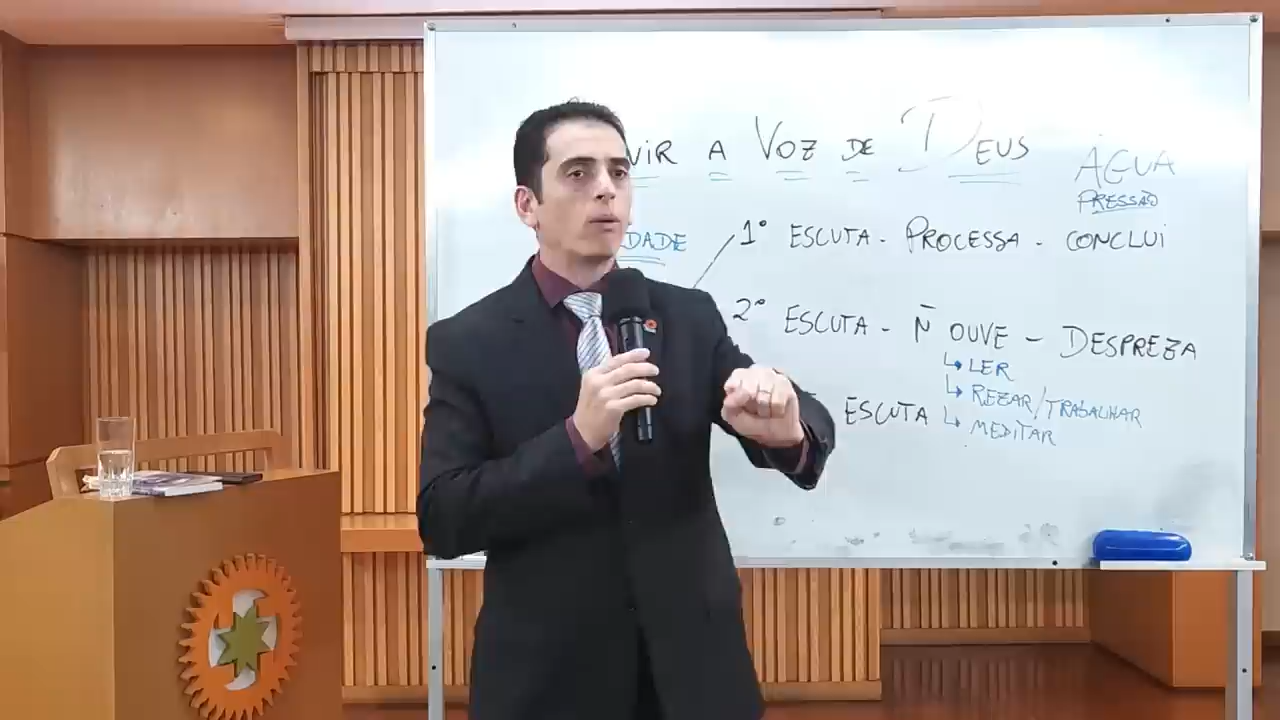 VIR A VOZ DE DEUS
ÁGUA
PRESSÃO
DADE
1° ESCUTA - PROCESSA - CONCLUI
2° ESCUTA - Ñ OUVE - DESPREZA
↳ LER
↳ REZAR/TRABALHAR
ESCUTA ↳ MEDITAR